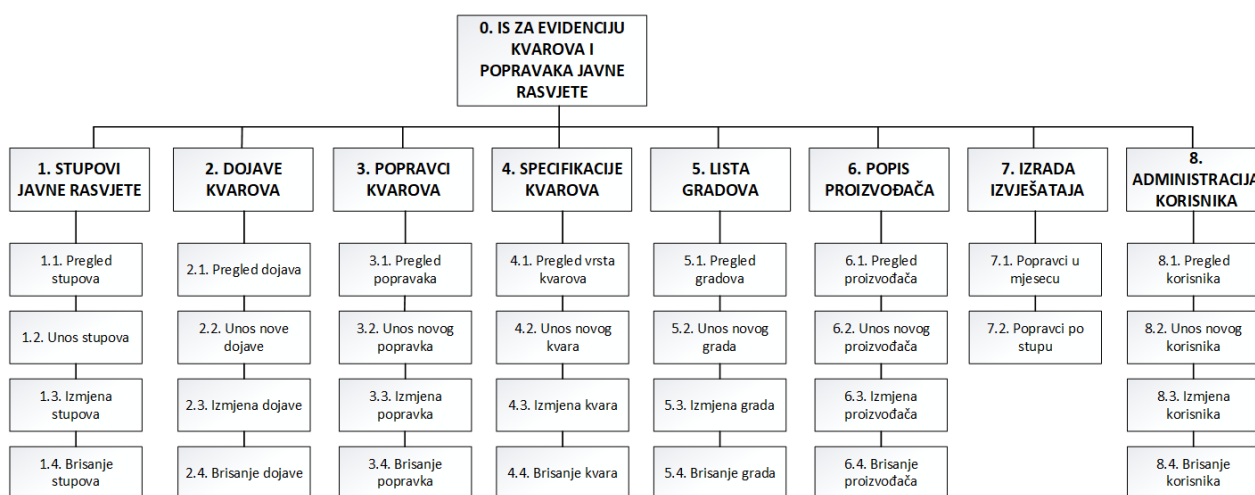 0. IS ZA EVIDENCIJU
KVAROVA I
POPRAVAKA JAVNE
RASVJETE
1. STUPOVI
JAVNE RASVJETE
2. DOJAVE
KVAROVA
3. POPRAVCI
KVAROVA
4. SPECIFIKACIJE
KVAROVA
5. LISTA
GRADOVA
6. POPIS
PROIZVOĐAČA
7. IZRADA
IZVJEŠATAJA
8.
ADMINISTRACIJA
KORISNIKA
1.1. Pregled
stupova
2.1. Pregled dojava
3.1. Pregled
popravaka
4.1. Pregled vrsta
kvarova
5.1. Pregled
gradova
6.1. Pregled
proizvođača
7.1. Popravci u
mjesecu
8.1. Pregled
korisnika
1.2. Unos stupova
2.2. Unos nove
dojave
3.2. Unos novog
popravka
4.2. Unos novog
kvara
5.2. Unos novog
grada
6.2. Unos novog
proizvođača
7.2. Popravci po
stupu
8.2. Unos novog
korisnika
1.3. Izmjena
stupova
2.3. Izmjena dojave
3.3. Izmjena
popravka
4.3. Izmjena kvara
5.3. Izmjena grada
6.3. Izmjena
proizvođača
8.3. Izmjena
korisnika
1.4. Brisanje
stupova
2.4. Brisanje dojave
3.4. Brisanje
popravka
4.4. Brisanje kvara
5.4. Brisanje grada
6.4. Brisanje
proizvođača
8.4. Brisanje
korisnika